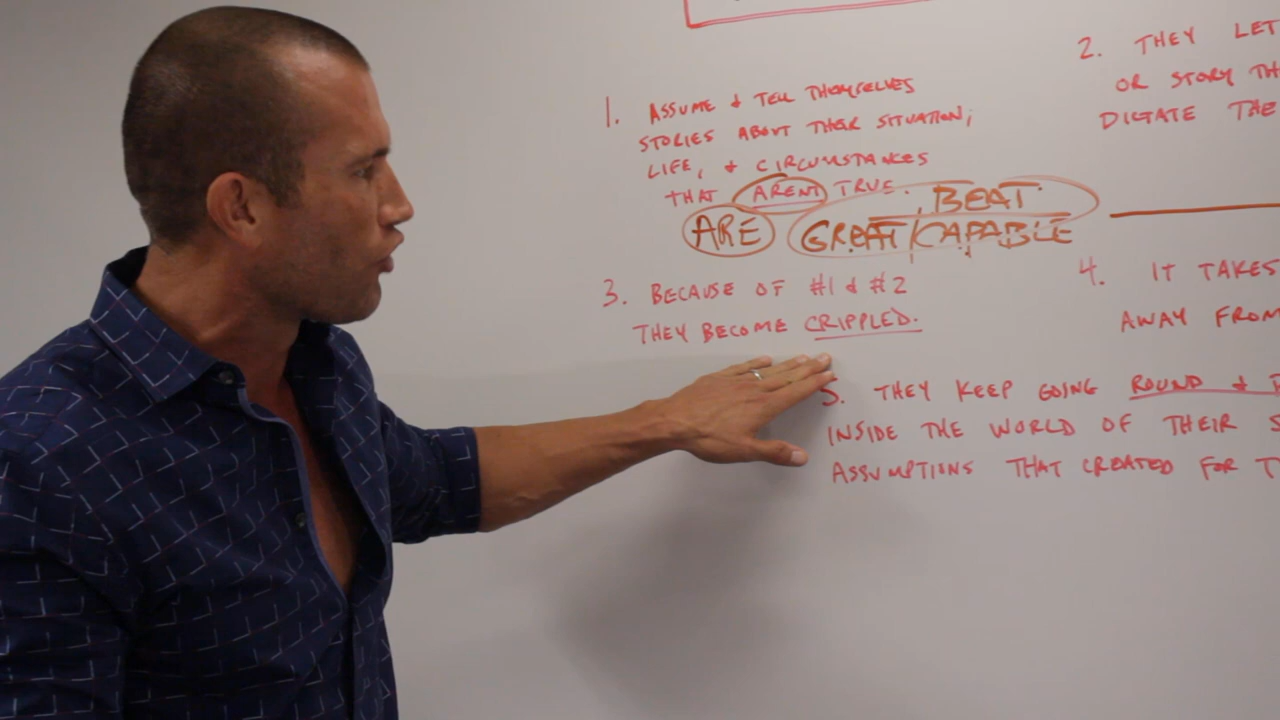 1. ASSUME & TELL THEMSELVES
STORIES ABOUT THEIR SITUATION,
LIFE, & CIRCUMSTANCES
THAT ARENT TRUE.
ARE GREAT/CAPABLE
BEAT
2. THEY LET
OR STORY
DICTATE THE
3. BECAUSE OF #1 & #2
THEY BECOME CRIPPLED.
4. IT TAKES
AWAY FROM
5. THEY KEEP GOING ROUND &
INSIDE THE WORLD OF THEIR
ASSUMPTIONS THAT CREATED FOR